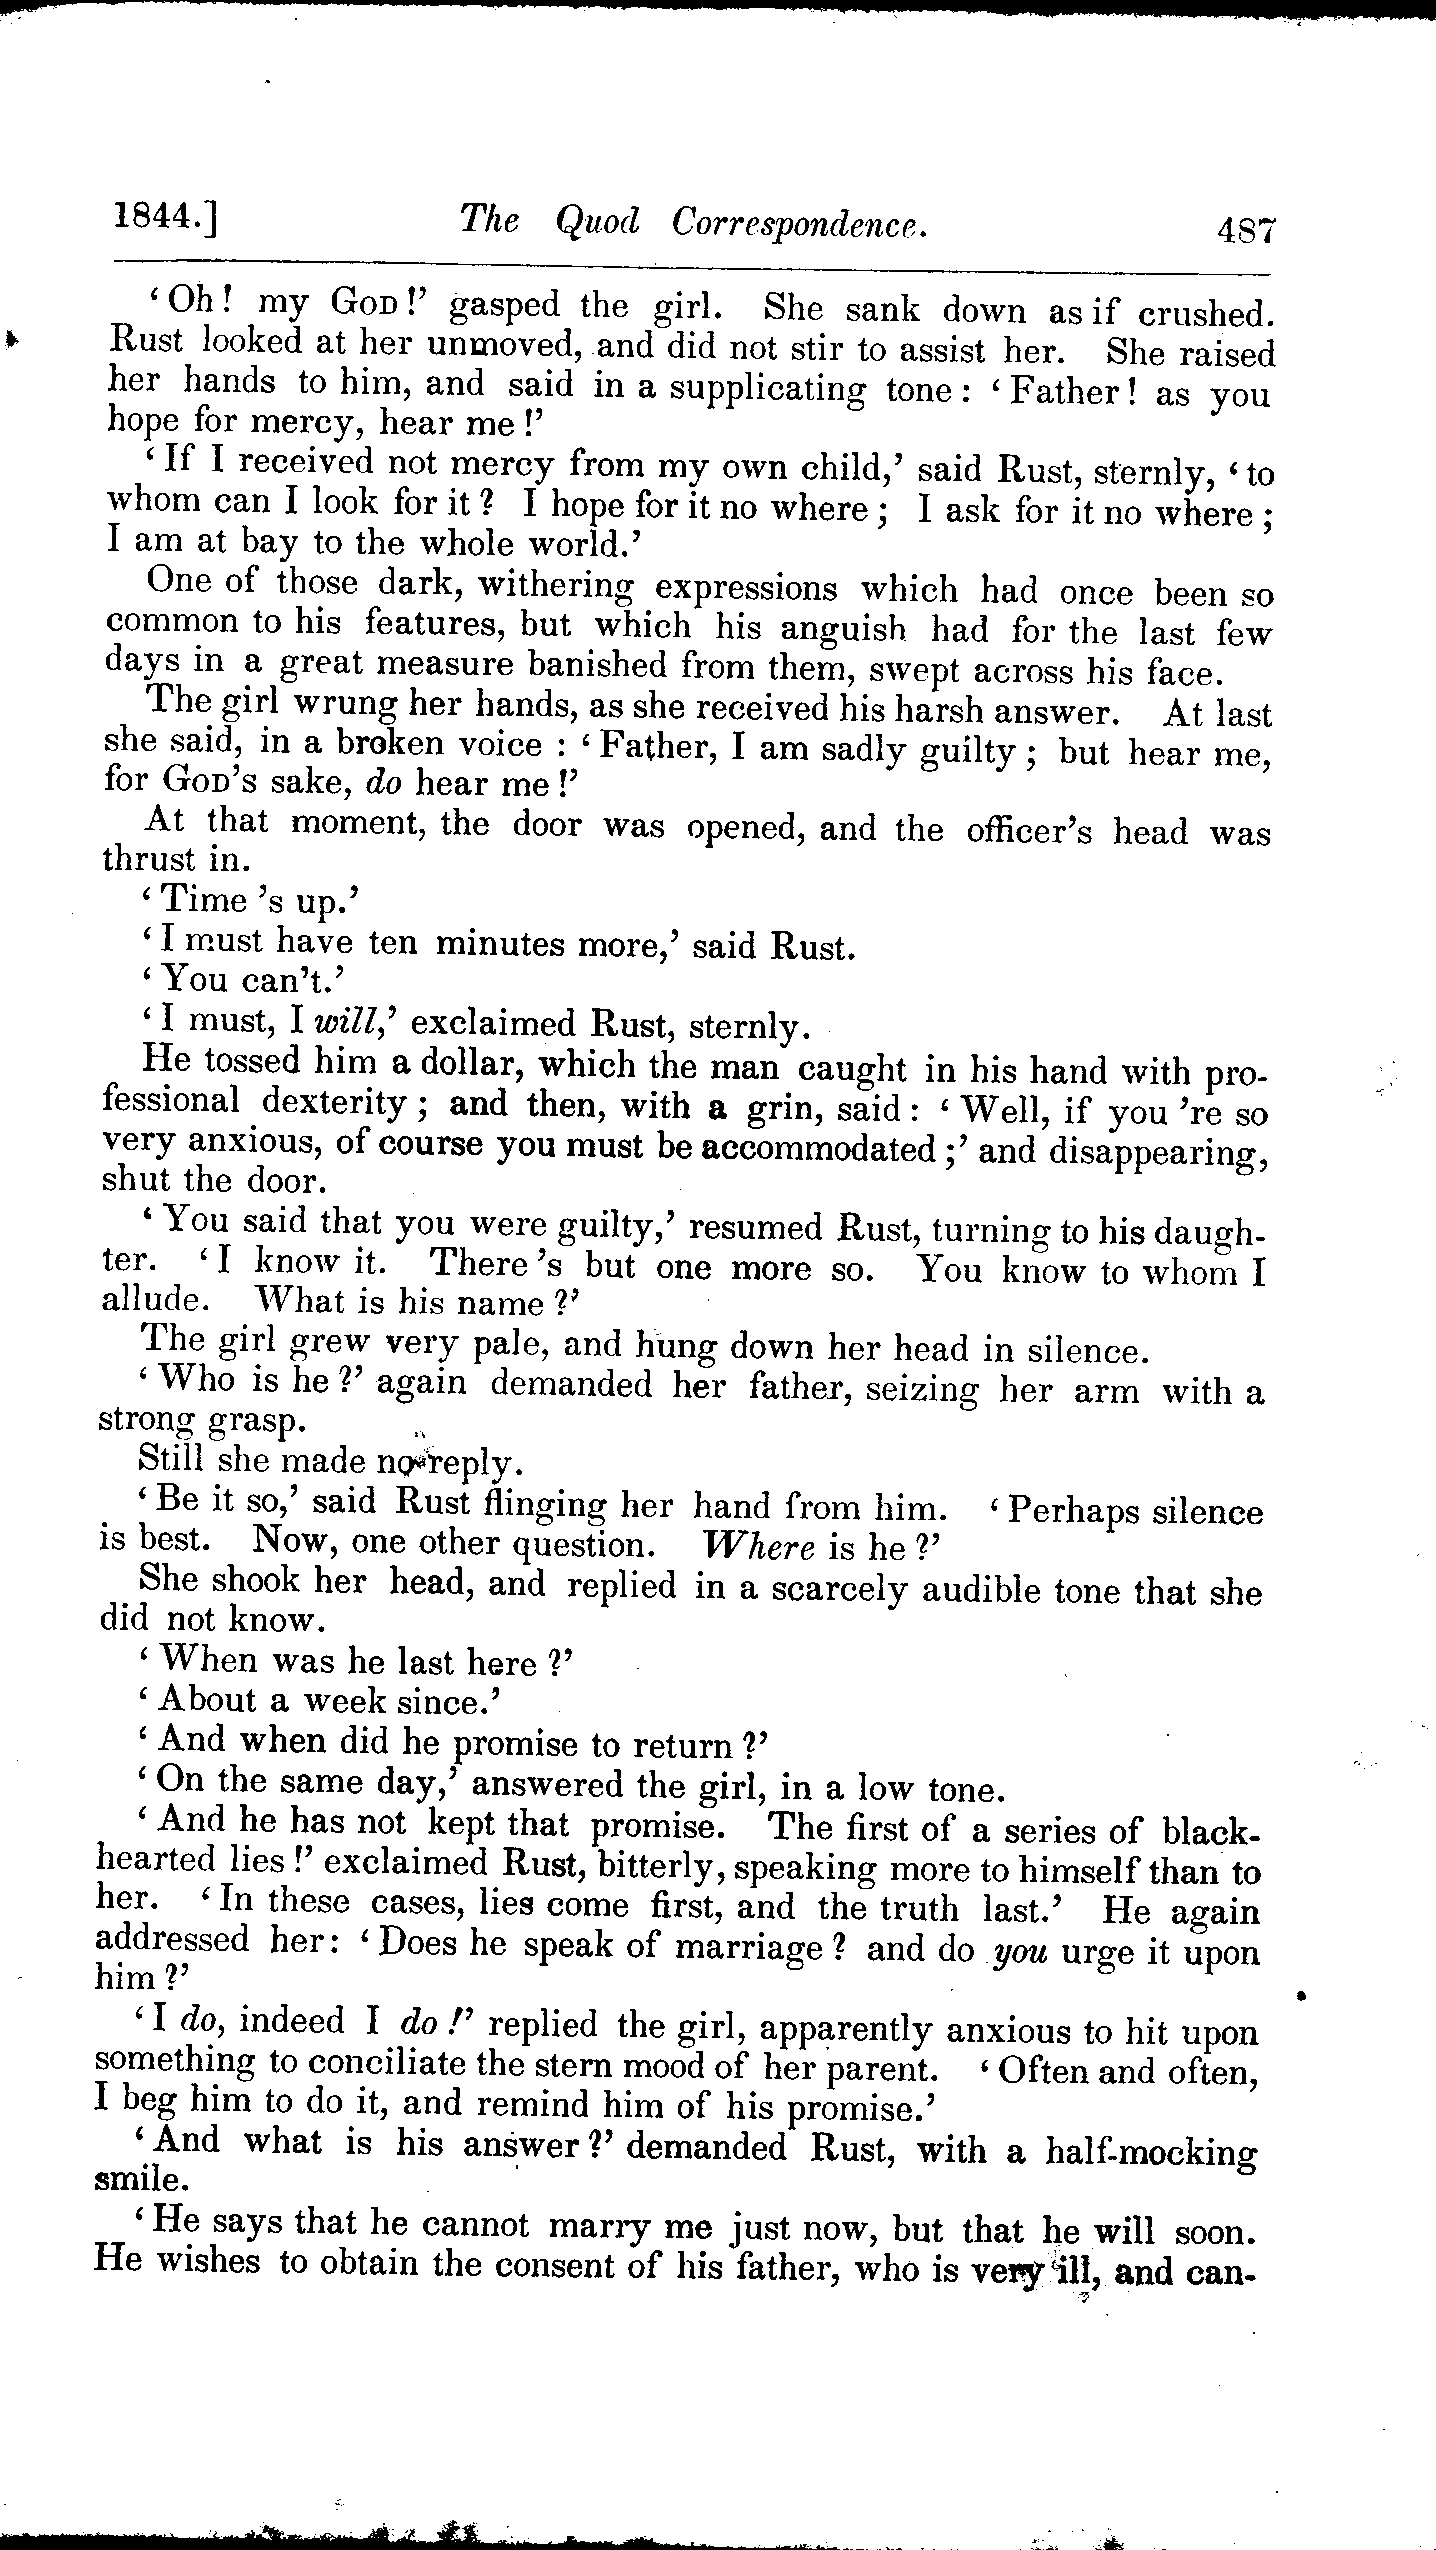 1844.] The Quod Correspondence. 487
‘Oh! my GOD!’ gasped the girl. She sank down as if crushed.
Rust looked at her unmoved, and did not stir to assist her. She raised
her hands to him, and said in a supplicating tone: ‘Father! as you
hope for mercy, hear me!’
‘If I received not mercy from my own child,’ said Rust, sternly, ‘to
whom can I look for it? I hope for it no where; I ask for it no where;
I am at bay to the whole world.’
One of those dark, withering expressions which had once been so
common to his features, but which his anguish had for the last few
days in a great measure banished from them, swept across his face.
The girl wrung her hands, as she received his harsh answer. At last
she said, in a broken voice: ‘Father, I am sadly guilty; but hear me,
for GOD’s sake, do hear me!’
At that moment, the door was opened, and the officer’s head was
thrust in.
‘Time ’s up.’
‘I must have ten minutes more,’ said Rust.
‘You can’t.’
‘I must, I will,’ exclaimed Rust, sternly.
He tossed him a dollar, which the man caught in his hand with pro-
fessional dexterity; and then, with a grin, said: ‘Well, if you ’re so
very anxious, of course you must be accommodated;’ and disappearing,
shut the door.
‘You said that you were guilty,’ resumed Rust, turning to his daugh-
ter. ‘I know it. There ’s but one more so. You know to whom I
allude. What is his name?’
The girl grew very pale, and hung down her head in silence.
‘Who is he?’ again demanded her father, seizing her arm with a
strong grasp.
Still she made no reply.
‘Be it so,’ said Rust flinging her hand from him. ‘Perhaps silence
is best. Now, one other question. Where is he?’
She shook her head, and replied in a scarcely audible tone that she
did not know.
‘When was he last here?’
‘About a week since.’
‘And when did he promise to return?’
‘On the same day,’ answered the girl, in a low tone.
‘And he has not kept that promise. The first of a series of black-
hearted lies!’ exclaimed Rust, bitterly, speaking more to himself than to
her. ‘In these cases, lies come first, and the truth last.’ He again
addressed her: ‘Does he speak of marriage? and do you urge it upon
him?’
‘I do, indeed I do!’ replied the girl, apparently anxious to hit upon
something to conciliate the stern mood of her parent. ‘Often and often,
I beg him to do it, and remind him of his promise.’
‘And what is his answer?’ demanded Rust, with a half-mocking
smile.
‘He says that he cannot marry me just now, but that he will soon.
He wishes to obtain the consent of his father, who is very ill, and can-